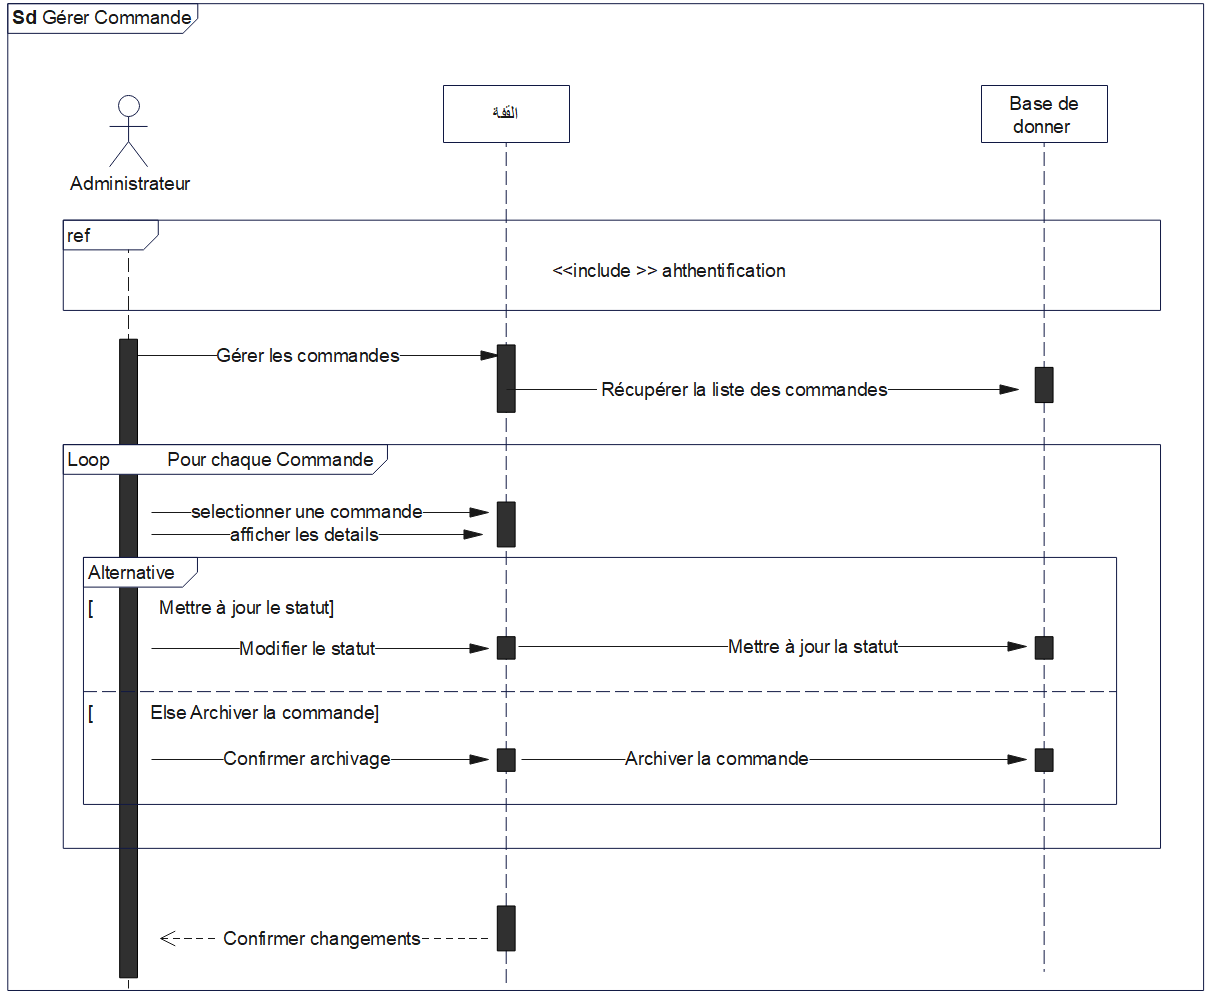 Sd Gérer Commande
القفة
Base de
donner
Administrateur
ref
<<include >> ahthentification
Gérer les commandes
Récupérer la liste des commandes
Loop Pour chaque Commande
selectionner une commande
afficher les details
Alternative
[ Mettre à jour le statut]
Modifier le statut
Mettre à jour la statut
[ Else Archiver la commande]
Confirmer archivage
Archiver la commande
Confirmer changements